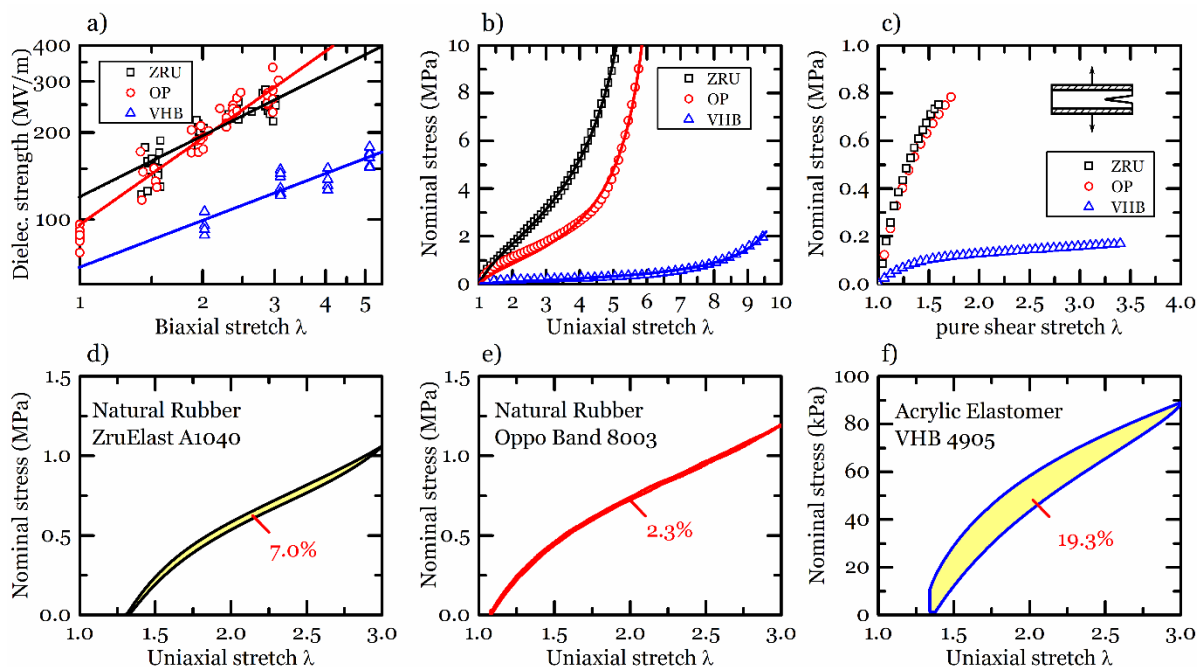 a)
400
300
200
100
Dielec. strength (MV/m)
ZRU
OP
VHB
1
2
3
4
5
Biaxial stretch λ
b)
10
8
6
4
2
0
Nominal stress (MPa)
ZRU
OP
VHB
1 2 3 4 5 6 7 8 9 10
Uniaxial stretch λ
c)
1.0
0.8
0.6
0.4
0.2
0.0
Nominal stress (MPa)
ZRU
OP
VHB
1.0 1.5 2.0 2.5 3.0 3.5 4.0
pure shear stretch λ
d)
1.5
1.0
0.5
0.0
Nominal stress (MPa)
Natural Rubber
ZruElast A1040
7.0%
1.0 1.5 2.0 2.5 3.0
Uniaxial stretch λ
e)
1.5
1.0
0.5
0.0
Nominal stress (MPa)
Natural Rubber
Oppo Band 8003
2.3%
1.0 1.5 2.0 2.5 3.0
Uniaxial stretch λ
f)
100
80
60
40
20
0
Nominal stress (kPa)
Acrylic Elastomer
VHB 4905
19.3%
1.0 1.5 2.0 2.5 3.0
Uniaxial stretch λ